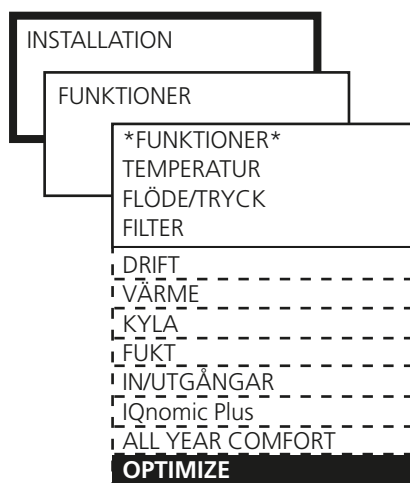 INSTALLATION
FUNKTIONER
*FUNKTIONER*
TEMPERATUR
FLÖDE/TRYCK
FILTER
DRIFT
VÄRME
KYLA
FUKT
IN/UTGÅNGAR
IQnomic Plus
ALL YEAR COMFORT
OPTIMIZE